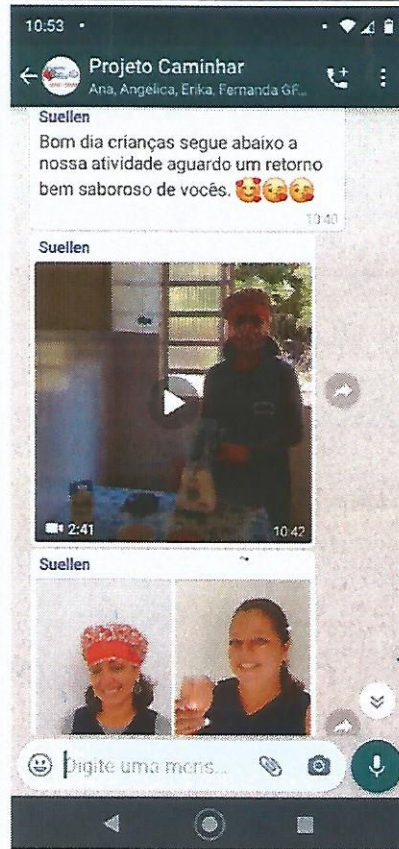 10:53
Projeto Caminhar
Ana, Angelica, Erika, Fernanda GF...
Suellen
Bom dia crianças segue abaixo a
nossa atividade aguardo um retorno
bem saboroso de vocês. 🥰😘😘
10:40
Suellen
2:41
10:42
Suellen
Digite uma mens...